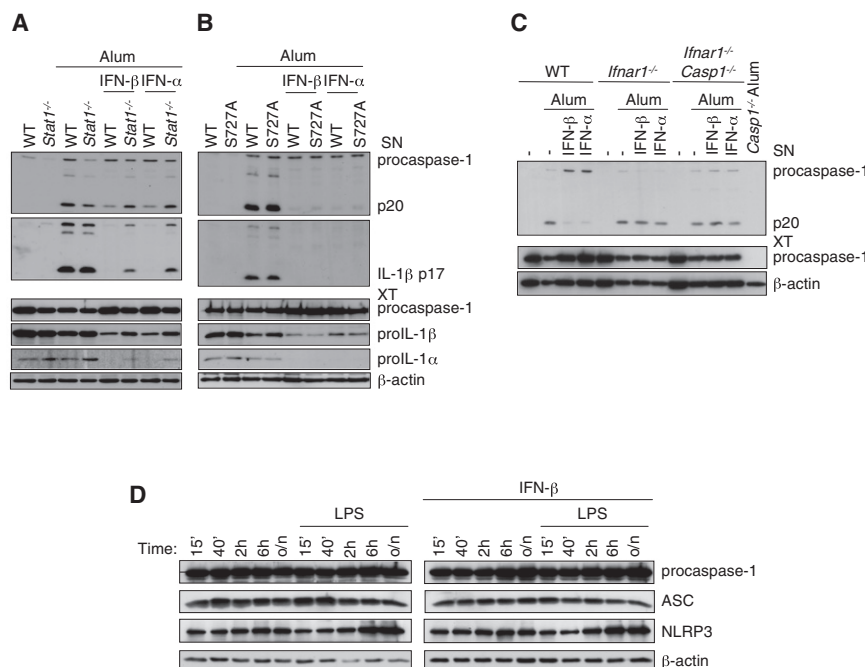 A
Alum
IFN-β IFN-α
WT Stat1-/- WT Stat1-/- WT Stat1-/- WT Stat1-/-
B
Alum
IFN-β IFN-α
WT S727A WT S727A WT S727A WT S727A
SN
procaspase-1
p20
IL-1β p17
XT
procaspase-1
proIL-1β
proIL-1α
β-actin
C
WT Ifnar1-/- Ifnar1-/- Casp1-/- Casp1-/- Alum
Alum Alum Alum
- - IFN-β IFN-α - - IFN-β IFN-α - - IFN-β IFN-α
SN
procaspase-1
p20
XT
procaspase-1
β-actin
D
IFN-β
LPS LPS
Time: 15' 40' 2h 6h o/n 15' 40' 2h 6h o/n 15' 40' 2h 6h o/n 15' 40' 2h 6h o/n
procaspase-1
ASC
NLRP3
β-actin